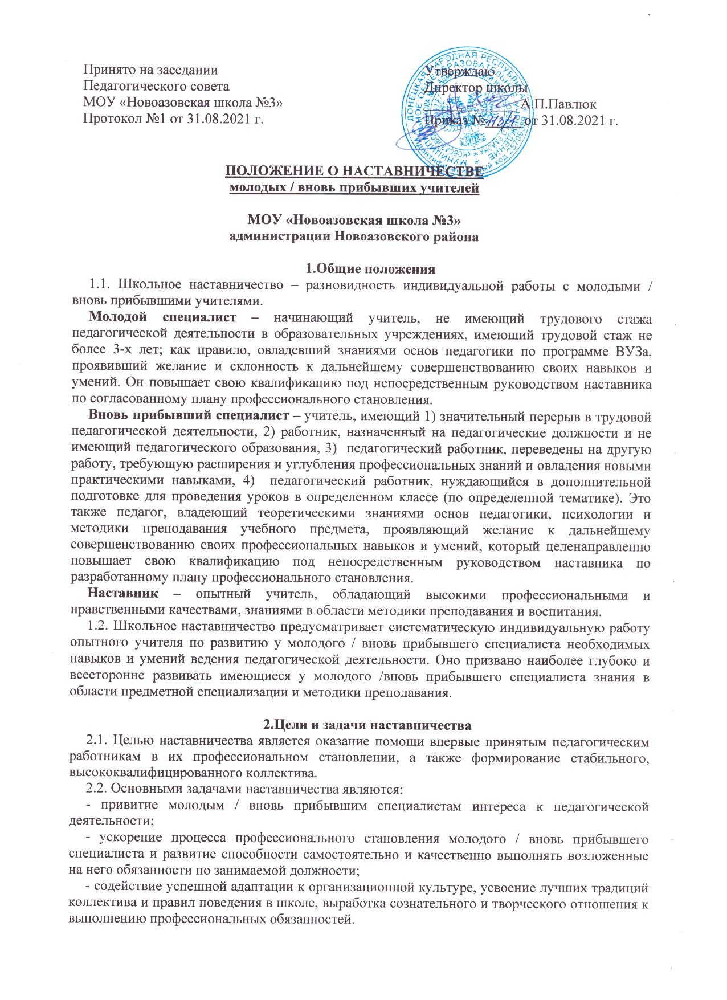 Принято на заседании
Педагогического совета
МОУ «Новоазовская школа №3»
Протокол №1 от 31.08.2021 г.
Утверждаю
Директор школы
А.П.Павлюк
Приказ № от 31.08.2021 г.
ДОНЕЦКАЯ НАРОДНАЯ РЕСПУБЛИКА
Идентификационный код
ПОЛОЖЕНИЕ О НАСТАВНИЧЕСТВЕ
молодых / вновь прибывших учителей
МОУ «Новоазовская школа №3»
администрации Новоазовского района
1.Общие положения
1.1. Школьное наставничество – разновидность индивидуальной работы с молодыми /
вновь прибывшими учителями.
Молодой специалист – начинающий учитель, не имеющий трудового стажа
педагогической деятельности в образовательных учреждениях, имеющий трудовой стаж не
более 3-х лет; как правило, овладевший знаниями основ педагогики по программе ВУЗа,
проявивший желание и склонность к дальнейшему совершенствованию своих навыков и
умений. Он повышает свою квалификацию под непосредственным руководством наставника
по согласованному плану профессионального становления.
Вновь прибывший специалист – учитель, имеющий 1) значительный перерыв в трудовой
педагогической деятельности, 2) работник, назначенный на педагогические должности и не
имеющий педагогического образования, 3) педагогический работник, переведены на другую
работу, требующую расширения и углубления профессиональных знаний и овладения новыми
практическими навыками, 4) педагогический работник, нуждающийся в дополнительной
подготовке для проведения уроков в определенном классе (по определенной тематике). Это
также педагог, владеющий теоретическими знаниями основ педагогики, психологии и
методики преподавания учебного предмета, проявляющий желание к дальнейшему
совершенствованию своих профессиональных навыков и умений, который целенаправленно
повышает свою квалификацию под непосредственным руководством наставника по
разработанному плану профессионального становления.
Наставник – опытный учитель, обладающий высокими профессиональными и
нравственными качествами, знаниями в области методики преподавания и воспитания.
1.2. Школьное наставничество предусматривает систематическую индивидуальную работу
опытного учителя по развитию у молодого / вновь прибывшего специалиста необходимых
навыков и умений ведения педагогической деятельности. Оно призвано наиболее глубоко и
всесторонне развивать имеющиеся у молодого /вновь прибывшего специалиста знания в
области предметной специализации и методики преподавания.
2.Цели и задачи наставничества
2.1. Целью наставничества является оказание помощи впервые принятым педагогическим
работникам в их профессиональном становлении, а также формирование стабильного,
высококвалифицированного коллектива.
2.2. Основными задачами наставничества являются:
- привитие молодым / вновь прибывшим специалистам интереса к педагогической
деятельности;
- ускорение процесса профессионального становления молодого / вновь прибывшего
специалиста и развитие способности самостоятельно и качественно выполнять возложенные
на него обязанности по занимаемой должности;
- содействие успешной адаптации к организационной культуре, усвоение лучших традиций
коллектива и правил поведения в школе, выработка сознательного и творческого отношения к
выполнению профессиональных обязанностей.